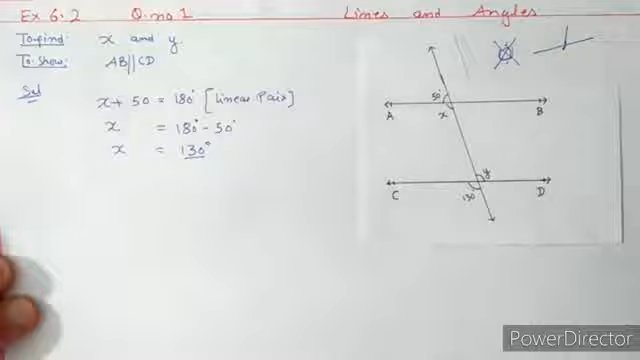 Ex 6.2 Q.no 1 Lines and Angles
To find: x and y.
To show: AB||CD
Sol
x + 50 = 180° [Linear Pair]
x = 180° - 50°
x = 130°
50°
A B
x
y
C 130° D
PowerDirector